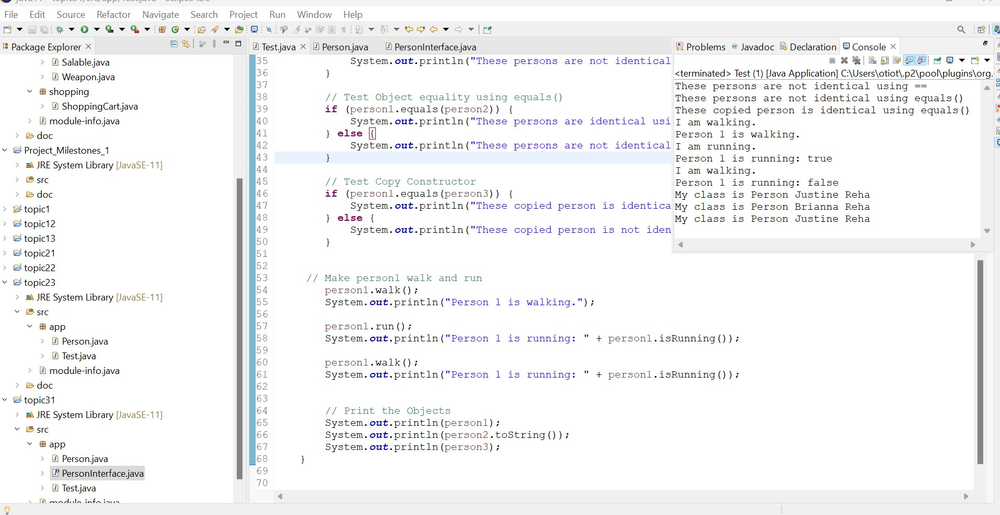 File Edit Source Refactor Navigate Search Project Run Window Help
Package Explorer
Salable.java
Weapon.java
shopping
ShoppingCart.java
module-info.java
doc
Project_Milestones_1
JRE System Library [JavaSE-11]
src
doc
topic1
topic12
topic13
topic21
topic22
topic23
JRE System Library [JavaSE-11]
src
app
Person.java
Test.java
module-info.java
doc
topic31
JRE System Library [JavaSE-11]
src
app
Person.java
PersonInterface.java
Test.java
module-info.java
Test.java Person.java PersonInterface.java
35 System.out.println("These persons are not identical
36 }
37
38 // Test Object equality using equals()
39 if (person1.equals(person2)) {
40 System.out.println("These persons are identical usi
41 } else {
42 System.out.println("These persons are not identical
43 }
44
45 // Test Copy Constructor
46 if (person1.equals(person3)) {
47 System.out.println("These copied person is identica
48 } else {
49 System.out.println("These copied person is not iden
50 }
51
52
53 // Make person1 walk and run
54 person1.walk();
55 System.out.println("Person 1 is walking.");
56
57 person1.run();
58 System.out.println("Person 1 is running: " + person1.isRunning());
59
60 person1.walk();
61 System.out.println("Person 1 is running: " + person1.isRunning());
62
63
64 // Print the Objects
65 System.out.println(person1);
66 System.out.println(person2.toString());
67 System.out.println(person3);
68 }
69
70
Problems Javadoc Declaration Console
<terminated> Test (1) [Java Application] C:\Users\otiot\.p2\pool\plugins\org.
These persons are not identical using ==
These persons are not identical using equals()
These copied person is identical using equals()
I am walking.
Person 1 is walking.
I am running.
Person 1 is running: true
I am walking.
Person 1 is running: false
My class is Person Justine Reha
My class is Person Brianna Reha
My class is Person Justine Reha